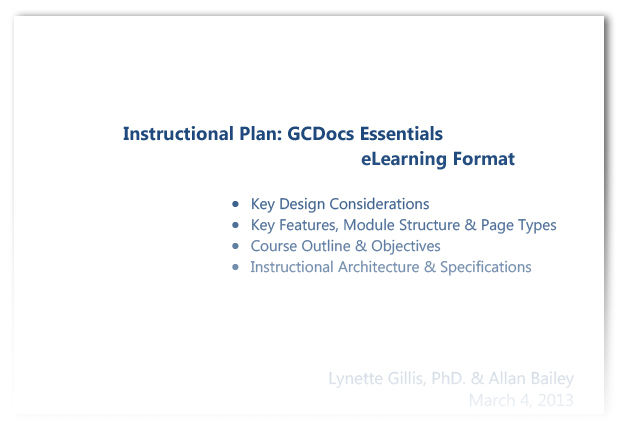 Instructional Plan: GCDocs Essentials
eLearning Format
• Key Design Considerations
• Key Features, Module Structure & Page Types
• Course Outline & Objectives
• Instructional Architecture & Specifications
Lynette Gillis, PhD. & Allan Bailey
March 4, 2013